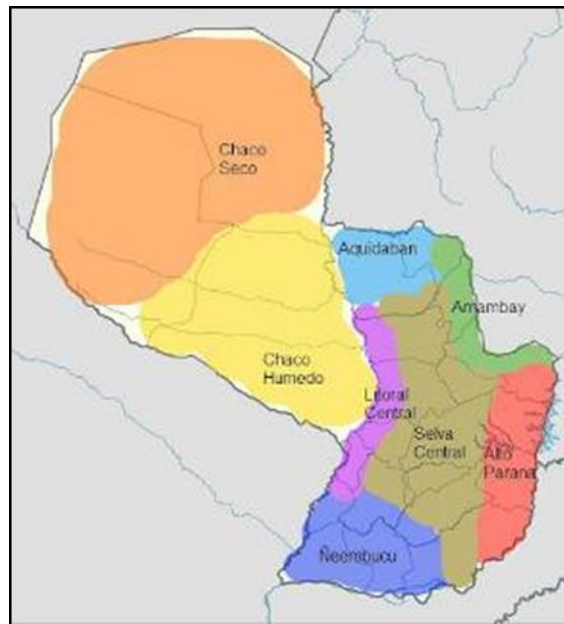 Chaco
Seco
Aquidaban
Amambay
Chaco
Humedo
Litoral
Central
Selva
Central
Alto
Parana
Ñeembucu